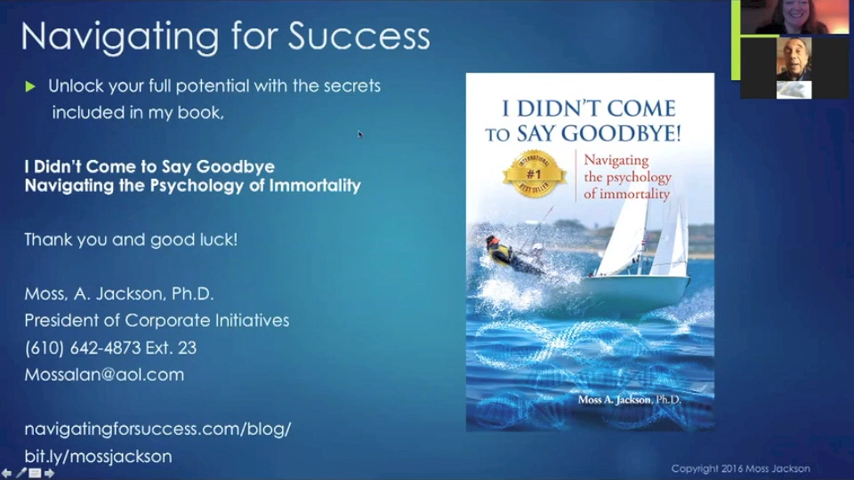 Navigating for Success
Unlock your full potential with the secrets
included in my book,
I Didn't Come to Say Goodbye
Navigating the Psychology of Immortality
Thank you and good luck!
Moss, A. Jackson, Ph.D.
President of Corporate Initiatives
(610) 642-4873 Ext. 23
Mossalan@aol.com
navigatingforsuccess.com/blog/
bit.ly/mossjackson
I DIDN'T COME
TO SAY GOODBYE!
INTERNATIONAL
#1
BEST SELLER
Navigating
the psychology
of immortality
Moss A. Jackson, Ph.D.
Copyright 2016 Moss Jackson